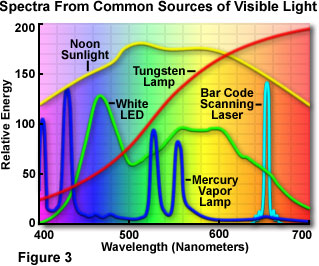 Spectra From Common Sources of Visible Light
200
150
100
50
0
Relative Energy
Noon
Sunlight
Tungsten
Lamp
White
LED
Bar Code
Scanning
Laser
Mercury
Vapor
Lamp
400
500
600
700
Wavelength (Nanometers)
Figure 3